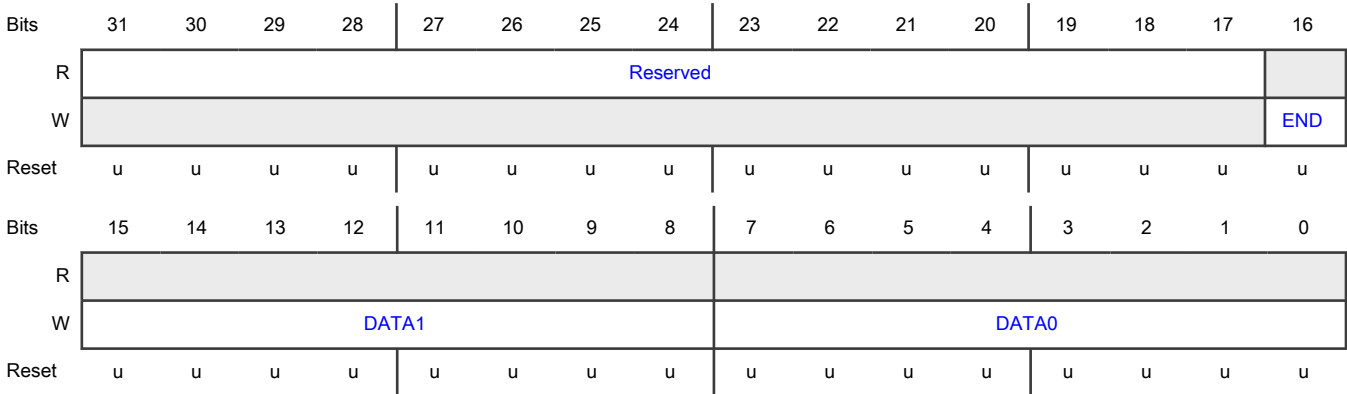 Bits 31 30 29 28 27 26 25 24 23 22 21 20 19 18 17 16
R Reserved
W END
Reset u u u u u u u u u u u u u u u u
Bits 15 14 13 12 11 10 9 8 7 6 5 4 3 2 1 0
R
W DATA1 DATA0
Reset u u u u u u u u u u u u u u u u